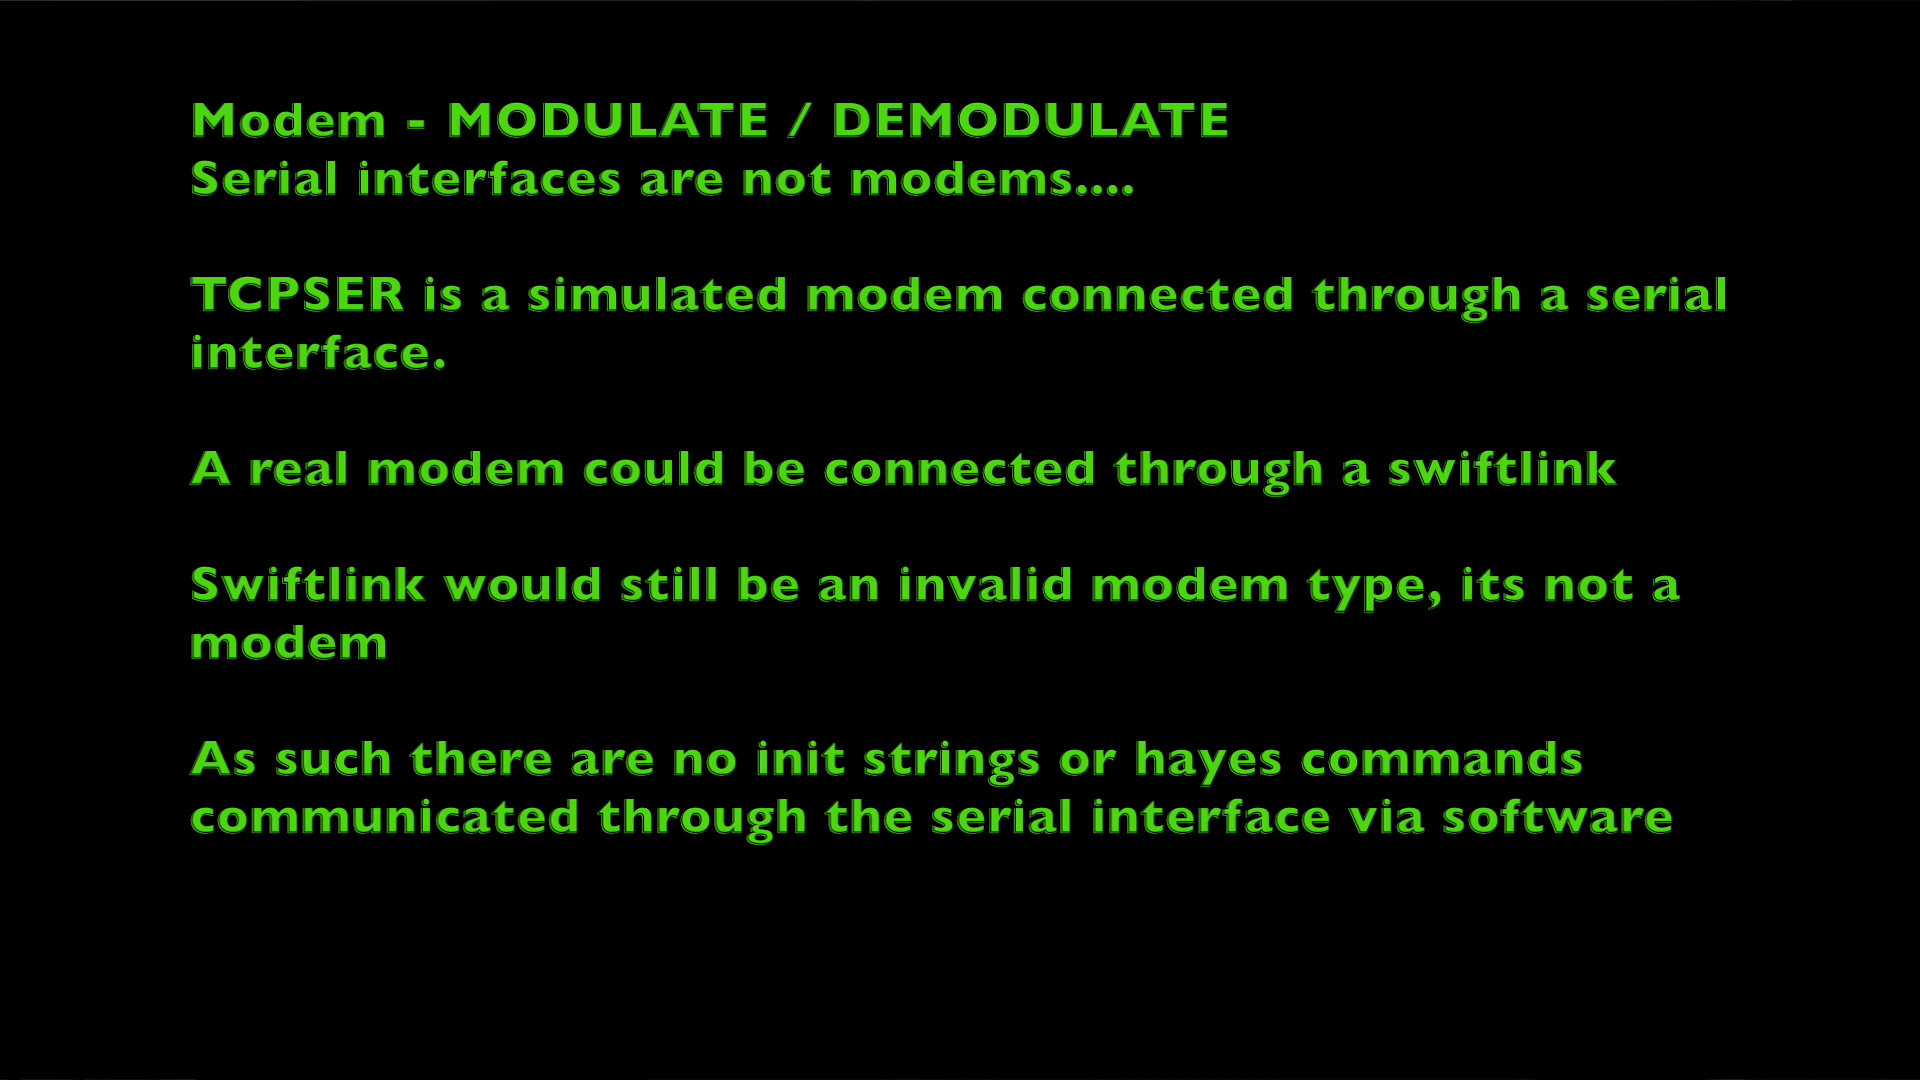 Modem - MODULATE / DEMODULATE
Serial interfaces are not modems....
TCPSER is a simulated modem connected through a serial
interface.
A real modem could be connected through a swiftlink
Swiftlink would still be an invalid modem type, its not a
modem
As such there are no init strings or hayes commands
communicated through the serial interface via software